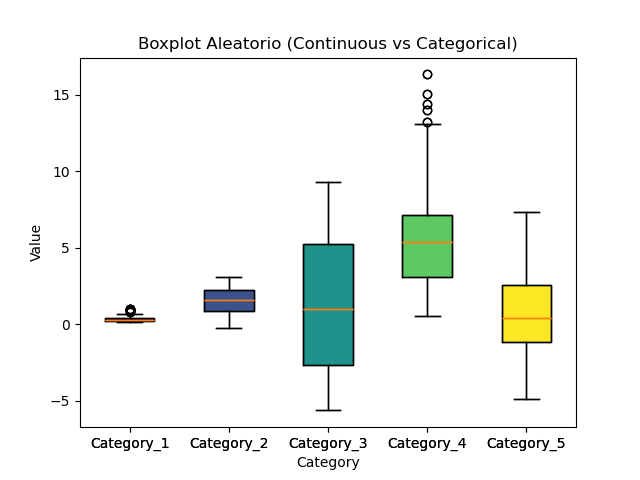 Boxplot Aleatorio (Continuous vs Categorical)
Value
15
10
5
0
−5
Category_1 Category_2 Category_3 Category_4 Category_5
Category